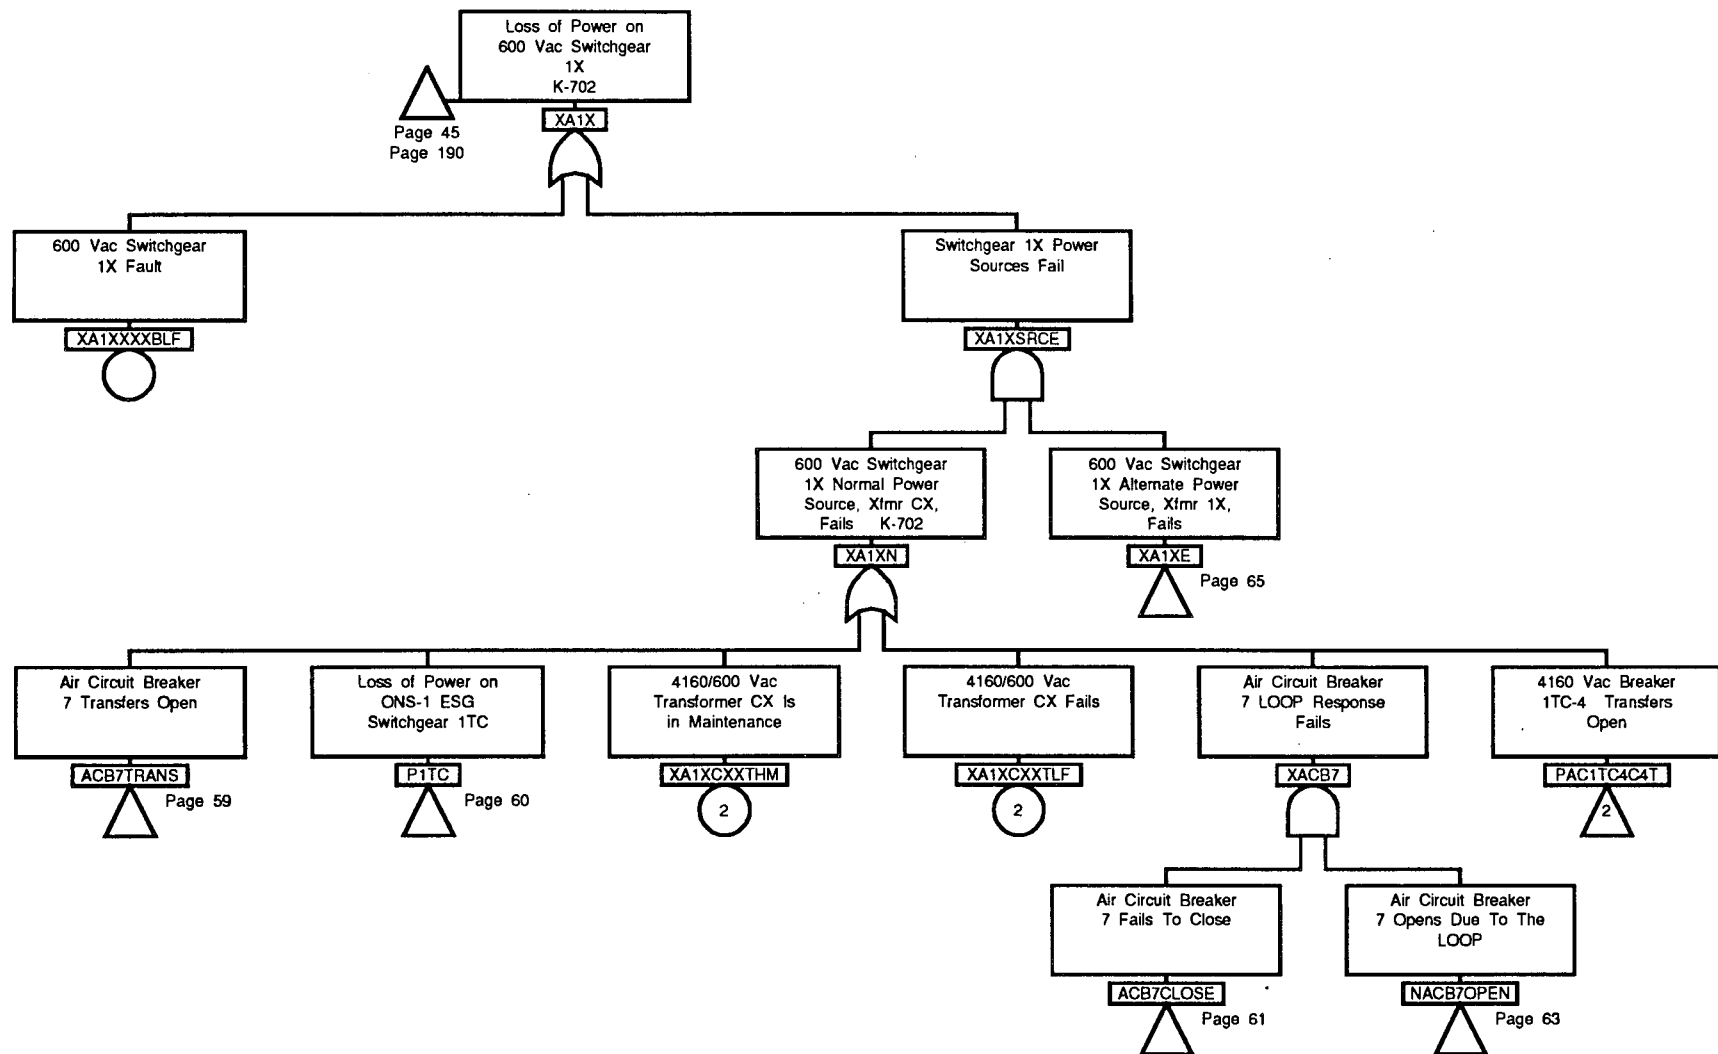 Loss of Power on
600 Vac Switchgear
1X
K-702
XA1X
Page 45
Page 190
600 Vac Switchgear
1X Fault
XA1XXXXBLF
Switchgear 1X Power
Sources Fail
XA1XSRCE
600 Vac Switchgear
1X Normal Power
Source, Xfmr CX,
Fails K-702
XA1XN
600 Vac Switchgear
1X Alternate Power
Source, Xfmr 1X,
Fails
XA1XE
Page 65
Air Circuit Breaker
7 Transfers Open
ACB7TRANS
Page 59
Loss of Power on
ONS-1 ESG
Switchgear 1TC
P1TC
Page 60
4160/600 Vac
Transformer CX Is
in Maintenance
XA1XCXXTHM
2
4160/600 Vac
Transformer CX Fails
XA1XCXXTLF
2
Air Circuit Breaker
7 LOOP Response
Fails
XACB7
4160 Vac Breaker
1TC-4 Transfers
Open
PAC1TC4C4T
2
Air Circuit Breaker
7 Fails To Close
ACB7CLOSE
Page 61
Air Circuit Breaker
7 Opens Due To The
LOOP
NACB7OPEN
Page 63